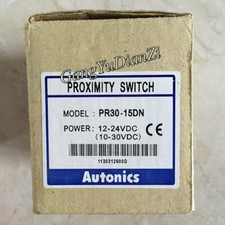 GangYuDianZi
PROXIMITY SWITCH
MODEL : PR30-15DN
POWER : 12-24VDC
(10-30VDC)
CE
Autonics